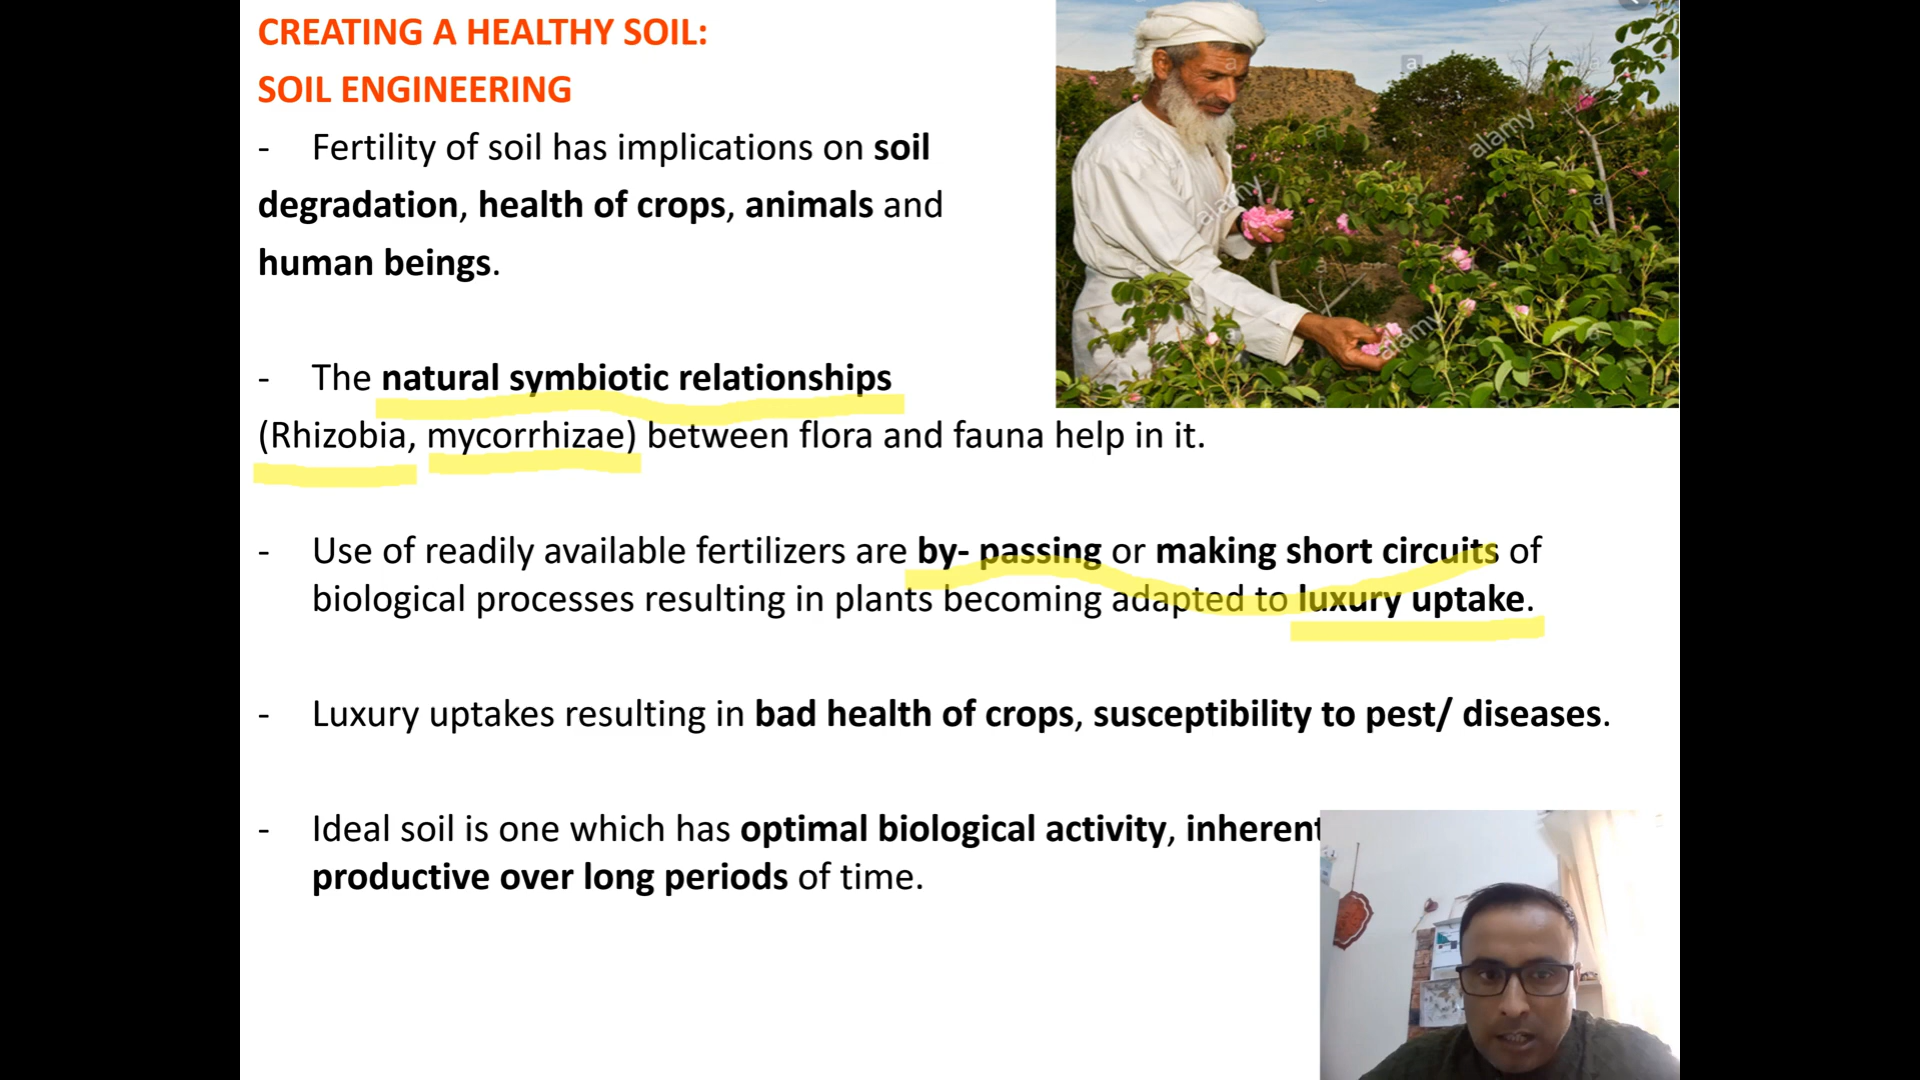 CREATING A HEALTHY SOIL:
SOIL ENGINEERING
- Fertility of soil has implications on soil
degradation, health of crops, animals and
human beings.
- The natural symbiotic relationships
(Rhizobia, mycorrhizae) between flora and fauna help in it.
- Use of readily available fertilizers are by- passing or making short circuits of
biological processes resulting in plants becoming adapted to luxury uptake.
- Luxury uptakes resulting in bad health of crops, susceptibility to pest/ diseases.
- Ideal soil is one which has optimal biological activity, inherent
productive over long periods of time.
a
alamy
alamy
alamy